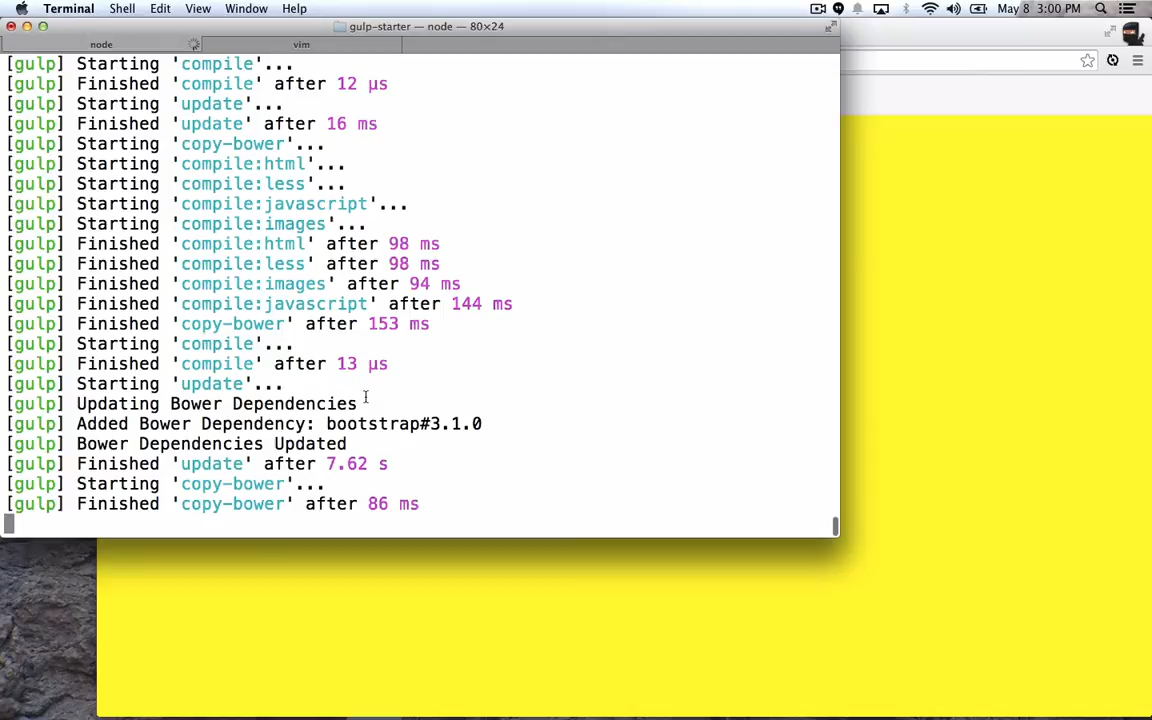 Terminal Shell Edit View Window Help May 8 3:00 PM
gulp-starter — node — 80×24
node vim
[gulp] Starting 'compile'...
[gulp] Finished 'compile' after 12 μs
[gulp] Starting 'update'...
[gulp] Finished 'update' after 16 ms
[gulp] Starting 'copy-bower'...
[gulp] Starting 'compile:html'...
[gulp] Starting 'compile:less'...
[gulp] Starting 'compile:javascript'...
[gulp] Starting 'compile:images'...
[gulp] Finished 'compile:html' after 98 ms
[gulp] Finished 'compile:less' after 98 ms
[gulp] Finished 'compile:images' after 94 ms
[gulp] Finished 'compile:javascript' after 144 ms
[gulp] Finished 'copy-bower' after 153 ms
[gulp] Starting 'compile'...
[gulp] Finished 'compile' after 13 μs
[gulp] Starting 'update'...
[gulp] Updating Bower Dependencies
[gulp] Added Bower Dependency: bootstrap#3.1.0
[gulp] Bower Dependencies Updated
[gulp] Finished 'update' after 7.62 s
[gulp] Starting 'copy-bower'...
[gulp] Finished 'copy-bower' after 86 ms